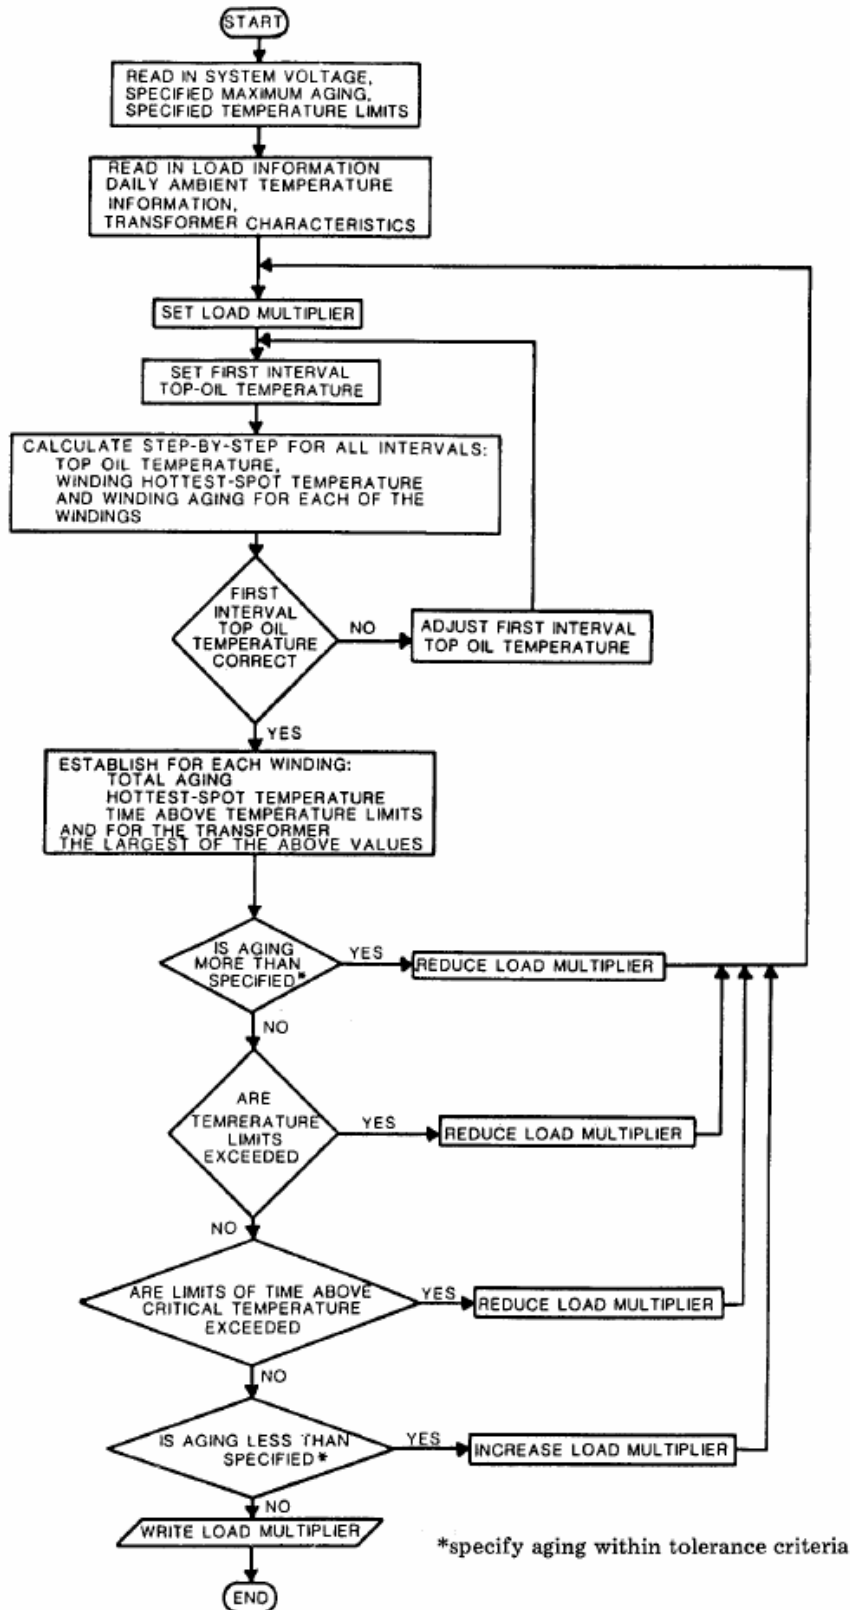 START
READ IN SYSTEM VOLTAGE,
SPECIFIED MAXIMUM AGING,
SPECIFIED TEMPERATURE LIMITS
READ IN LOAD INFORMATION
DAILY AMBIENT TEMPERATURE
INFORMATION,
TRANSFORMER CHARACTERISTICS
SET LOAD MULTIPLIER
SET FIRST INTERVAL
TOP-OIL TEMPERATURE
CALCULATE STEP-BY-STEP FOR ALL INTERVALS:
TOP OIL TEMPERATURE,
WINDING HOTTEST-SPOT TEMPERATURE
AND WINDING AGING FOR EACH OF THE
WINDINGS
FIRST
INTERVAL
TOP OIL
TEMPERATURE
CORRECT
NO
ADJUST FIRST INTERVAL
TOP OIL TEMPERATURE
YES
ESTABLISH FOR EACH WINDING:
TOTAL AGING
HOTTEST-SPOT TEMPERATURE
TIME ABOVE TEMPERATURE LIMITS
AND FOR THE TRANSFORMER
THE LARGEST OF THE ABOVE VALUES
IS AGING
MORE THAN
SPECIFIED*
YES
REDUCE LOAD MULTIPLIER
NO
ARE
TEMRERATURE
LIMITS
EXCEEDED
YES
REDUCE LOAD MULTIPLIER
NO
ARE LIMITS OF TIME ABOVE
CRITICAL TEMPERATURE
EXCEEDED
YES
REDUCE LOAD MULTIPLIER
NO
IS AGING LESS THAN
SPECIFIED*
YES
INCREASE LOAD MULTIPLIER
NO
WRITE LOAD MULTIPLIER
*specify aging within tolerance criteria
END